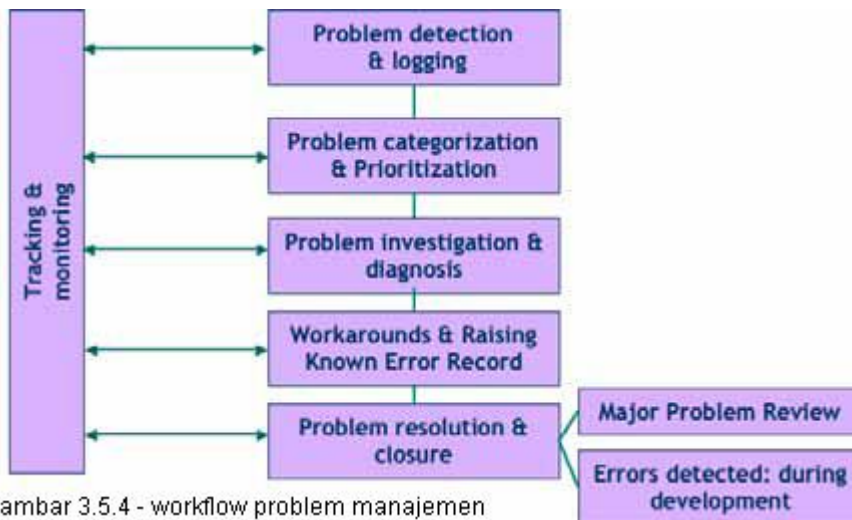 Problem detection
& logging
Problem categorization
& Prioritization
Tracking &
monitoring
Problem investigation &
diagnosis
Workarounds & Raising
Known Error Record
Problem resolution &
closure
Major Problem Review
Errors detected: during
development
ambar 3.5.4 - workflow problem manajemen